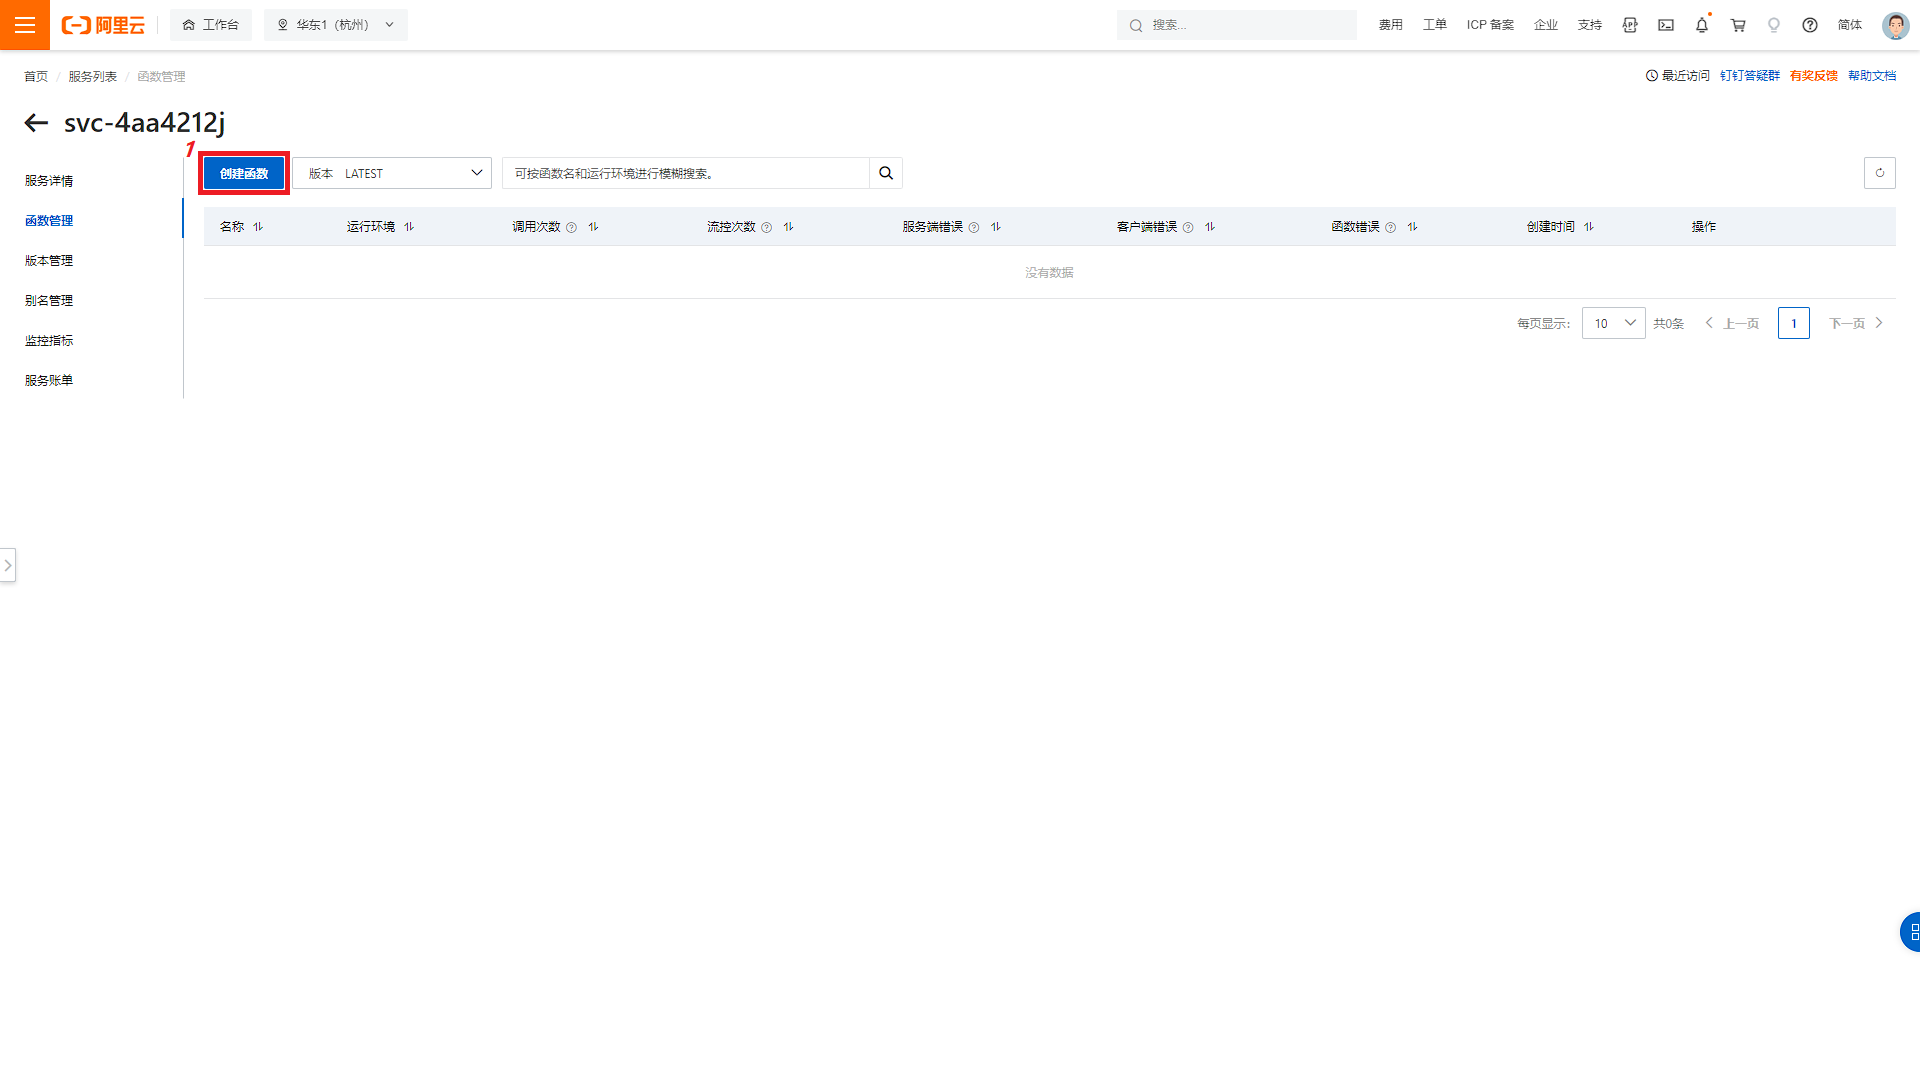 阿里云 工作台 华东1（杭州） 搜索... 费用 工单 ICP 备案 企业 支持 简体
首页 / 服务列表 / 函数管理 最近访问 钉钉答疑群 有奖反馈 帮助文档
svc-4aa4212j
1
创建函数 版本 LATEST 可按函数名和运行环境进行模糊搜索。
服务详情
函数管理
版本管理
别名管理
监控指标
服务账单
名称 运行环境 调用次数 流控次数 服务端错误 客户端错误 函数错误 创建时间 操作
没有数据
每页显示: 10 共0条 上一页 1 下一页